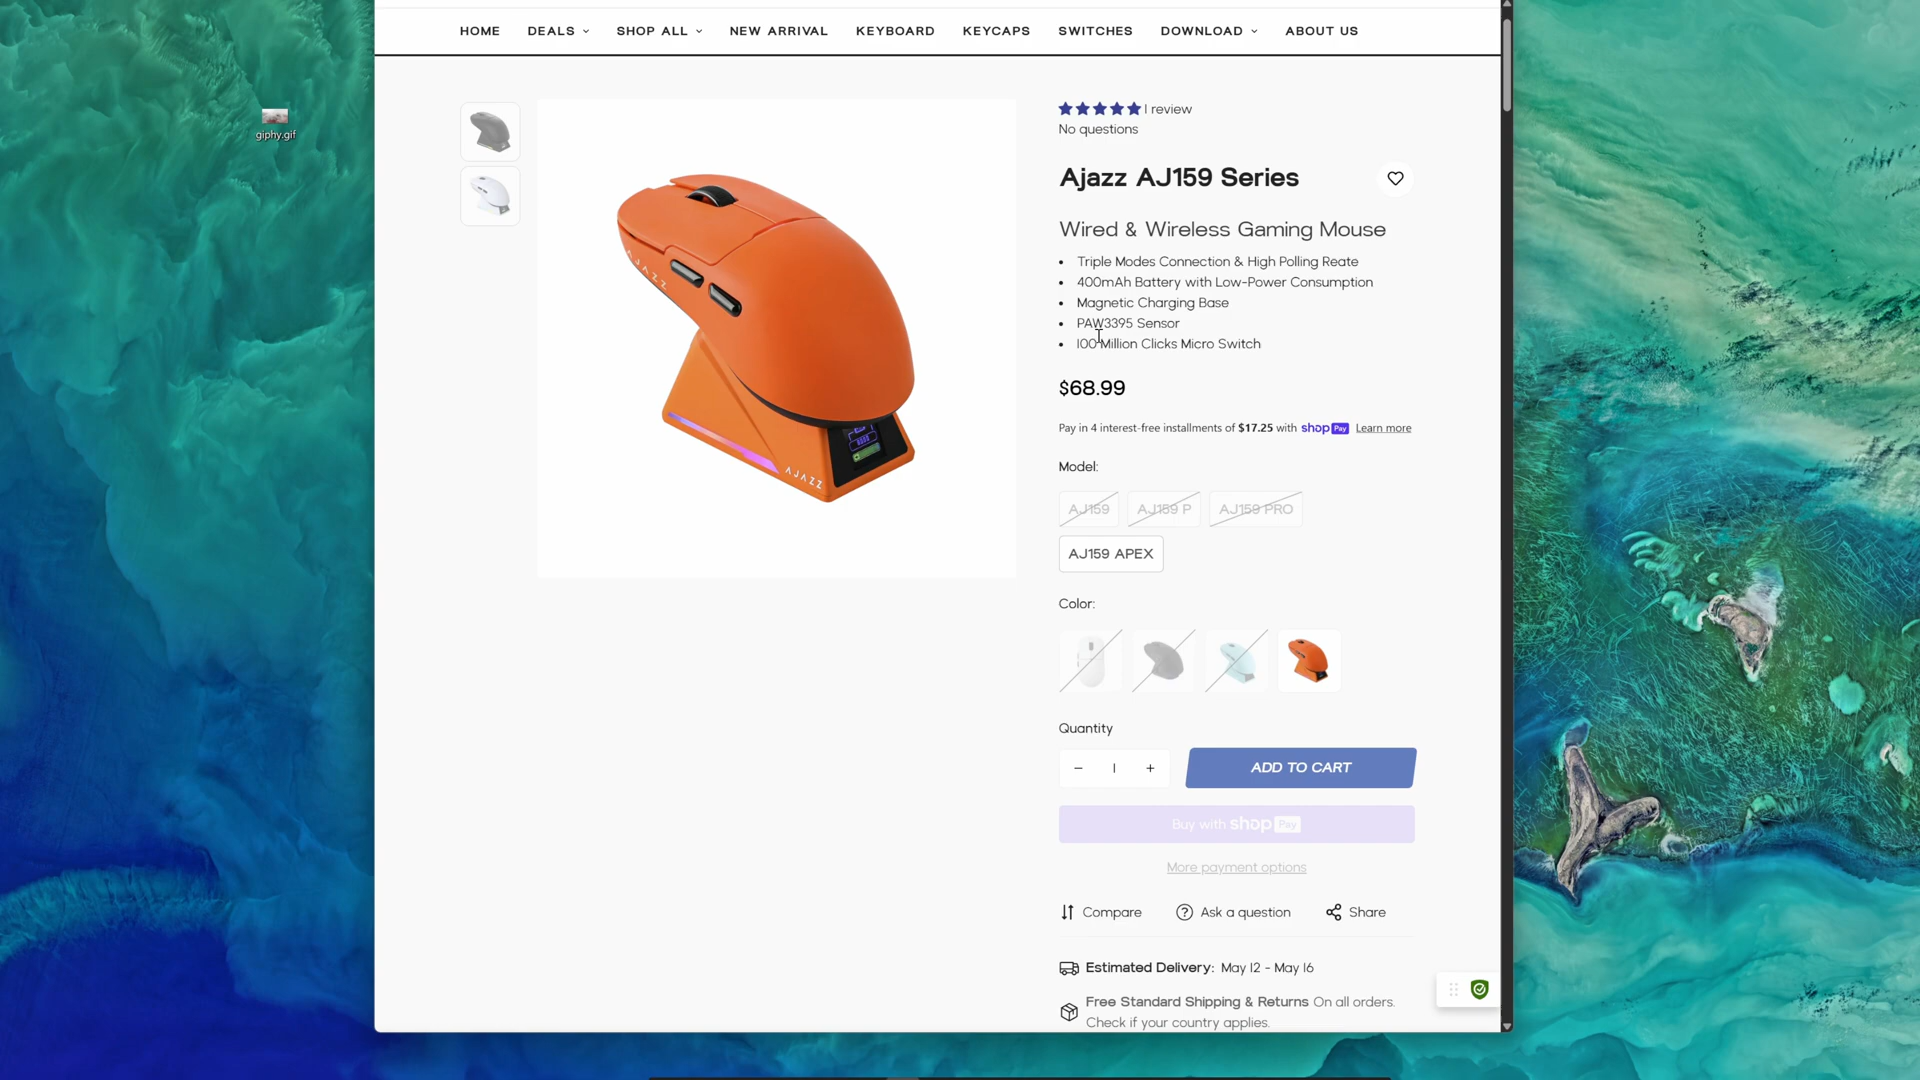 HOME DEALS SHOP ALL NEW ARRIVAL KEYBOARD KEYCAPS SWITCHES DOWNLOAD ABOUT US
giphy.gif
1 review
No questions
Ajazz AJ159 Series
Wired & Wireless Gaming Mouse
• Triple Modes Connection & High Polling Reate
• 400mAh Battery with Low-Power Consumption
• Magnetic Charging Base
• PAW3395 Sensor
• 100 Million Clicks Micro Switch
$68.99
Pay in 4 interest-free installments of $17.25 with shop Pay Learn more
Model:
AJ159 AJ159 P AJ159 PRO
AJ159 APEX
Color:
Quantity
− 1 + ADD TO CART
Buy with shop Pay
More payment options
Compare Ask a question Share
Estimated Delivery: May 12 - May 16
Free Standard Shipping & Returns On all orders.
Check if your country applies.
AJAZZ
AJAZZ